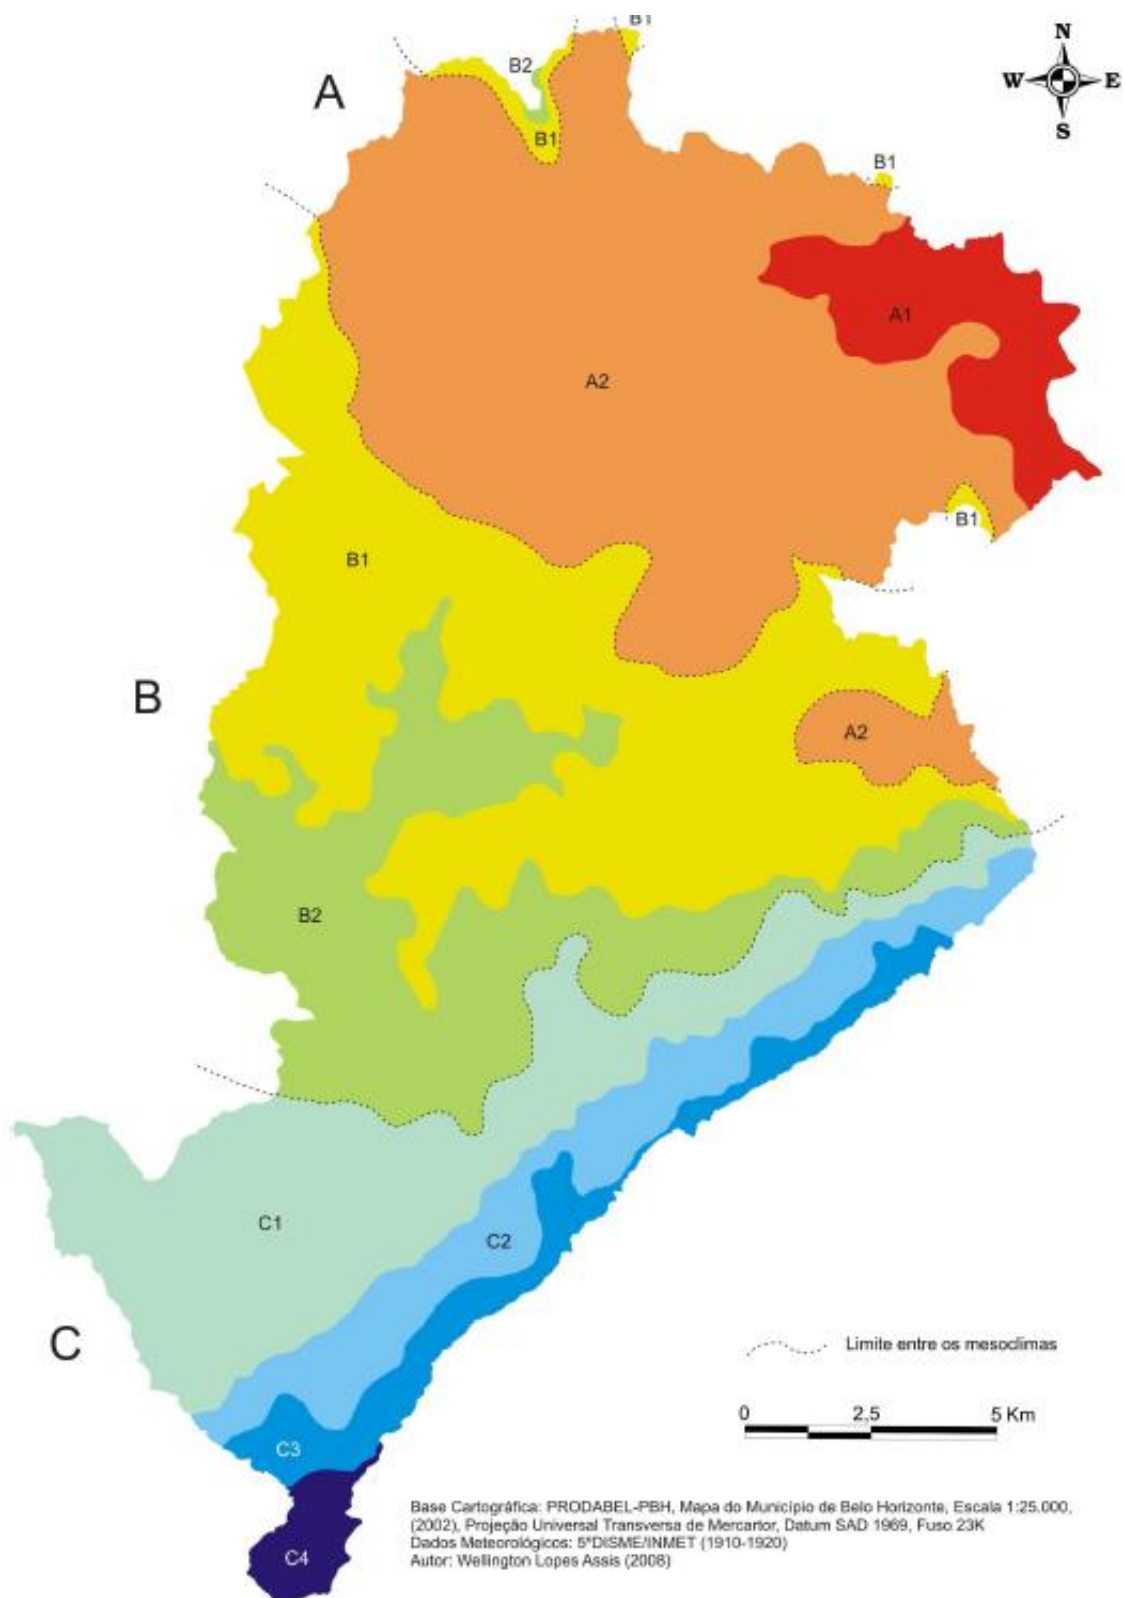 B1
N
B2
A
W E
S
B1
B1
A1
A2
B1
B1
B
A2
B2
C1
C2
C
Limite entre os mesoclimas
0 2,5 5 Km
C3
Base Cartográfica: PRODABEL-PBH, Mapa do Município de Belo Horizonte, Escala 1:25.000,
(2002), Projeção Universal Transversa de Mercartor, Datum SAD 1969, Fuso 23K
Dados Meteorológicos: 5ºDISME/INMET (1910-1920)
C4
Autor: Wellington Lopes Assis (2008)